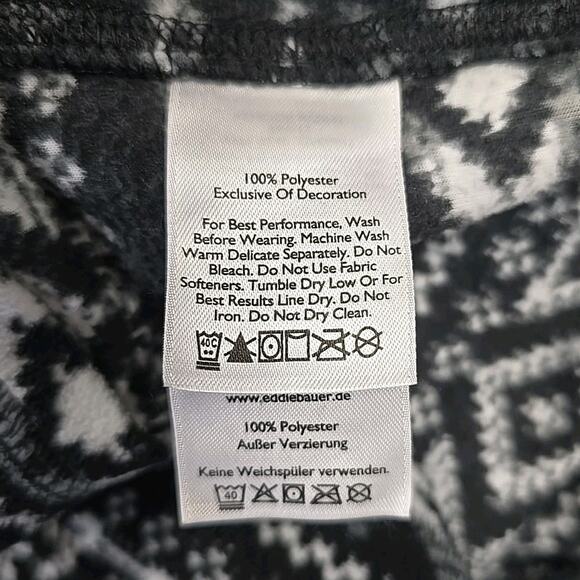 100% Polyester
Exclusive Of Decoration
For Best Performance, Wash
Before Wearing. Machine Wash
Warm Delicate Separately. Do Not
Bleach. Do Not Use Fabric
Softeners. Tumble Dry Low Or For
Best Results Line Dry. Do Not
Iron. Do Not Dry Clean.
40C
www.eddiebauer.de
100% Polyester
Außer Verzierung
Keine Weichspüler verwenden.
40